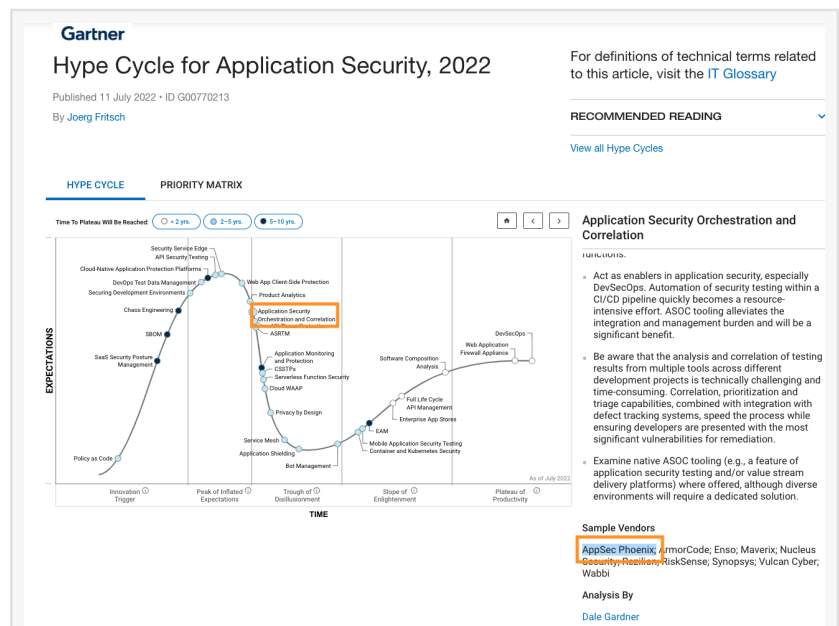 Gartner
Hype Cycle for Application Security, 2022
Published 11 July 2022 • ID G00770213
By Joerg Fritsch
For definitions of technical terms related
to this article, visit the IT Glossary
RECOMMENDED READING
View all Hype Cycles
HYPE CYCLE
PRIORITY MATRIX
Time To Plateau Will Be Reached:
< 2 yrs.
2–5 yrs.
5–10 yrs.
EXPECTATIONS
Security Service Edge
API Security Testing
Cloud-Native Application Protection Platforms
DevOps Test Data Management
Securing Development Environments
Chaos Engineering
SBOM
SaaS Security Posture
Management
Policy as Code
Web App Client-Side Protection
Product Analytics
Application Security
Orchestration and Correlation
ASRTM
Application Monitoring
and Protection
CSSTPs
Serverless Function Security
Cloud WAAP
Privacy by Design
Service Mesh
Application Shielding
Bot Management
Container and Kubernetes Security
Mobile Application Security Testing
EAM
Enterprise App Stores
Full Life Cycle
API Management
Software Composition
Analysis
Web Application
Firewall Appliance
DevSecOps
As of July 2022
Innovation
Trigger
Peak of Inflated
Expectations
Trough of
Disillusionment
Slope of
Enlightenment
Plateau of
Productivity
TIME
Application Security Orchestration and
Correlation
functions.
Act as enablers in application security, especially
DevSecOps. Automation of security testing within a
CI/CD pipeline quickly becomes a resource-
intensive effort. ASOC tooling alleviates the
integration and management burden and will be a
significant benefit.
Be aware that the analysis and correlation of testing
results from multiple tools across different
development projects is technically challenging and
time-consuming. Correlation, prioritization and
triage capabilities, combined with integration with
defect tracking systems, speed the process while
ensuring developers are presented with the most
significant vulnerabilities for remediation.
Examine native ASOC tooling (e.g., a feature of
application security testing and/or value stream
delivery platforms) where offered, although diverse
environments will require a dedicated solution.
Sample Vendors
AppSec Phoenix; ArmorCode; Enso; Maverix; Nucleus
Security; Rezilion; RiskSense; Synopsys; Vulcan Cyber;
Wabbi
Analysis By
Dale Gardner